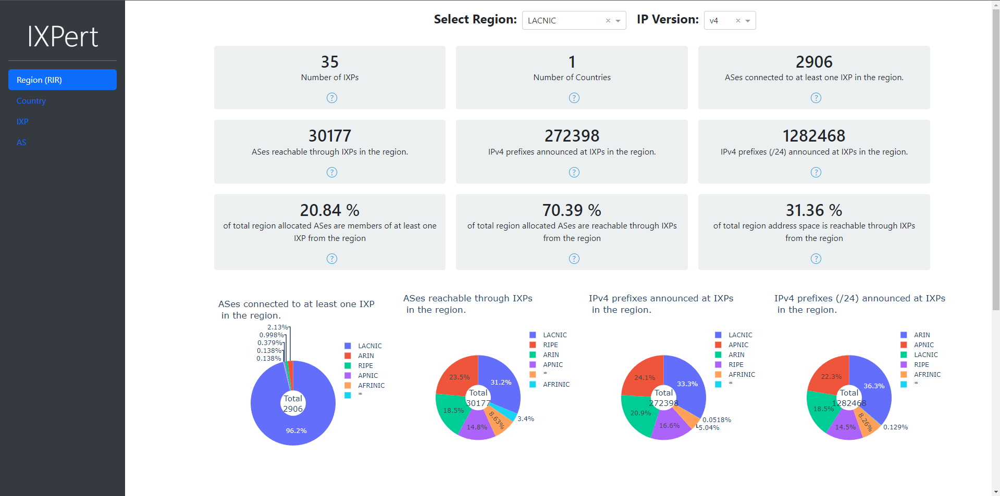 IXPert
Region (RIR)
Country
IXP
AS
Select Region: LACNIC × IP Version: v4 ×
35
Number of IXPs
?
1
Number of Countries
?
2906
ASes connected to at least one IXP in the region.
?
30177
ASes reachable through IXPs in the region.
?
272398
IPv4 prefixes announced at IXPs in the region.
?
1282468
IPv4 prefixes (/24) announced at IXPs in the region.
?
20.84 %
of total region allocated ASes are members of at least one
IXP from the region
?
70.39 %
of total region allocated ASes are reachable through IXPs
from the region
?
31.36 %
of total region address space is reachable through IXPs
from the region
?
ASes connected to at least one IXP
in the region.
2.13%
0.998%
0.379%
0.138%
0.138%
Total
2906
96.2%
LACNIC
ARIN
RIPE
APNIC
AFRINIC
*
ASes reachable through IXPs
in the region.
23.5%
31.2%
Total
30177
18.5%
14.8%
8.63%
3.4%
LACNIC
RIPE
ARIN
APNIC
*
AFRINIC
IPv4 prefixes announced at IXPs
in the region.
24.1%
33.3%
Total
272398
20.9%
16.6%
0.0518%
5.04%
LACNIC
APNIC
ARIN
RIPE
AFRINIC
*
IPv4 prefixes (/24) announced at IXPs
in the region.
22.3%
36.3%
Total
1282468
18.5%
14.5%
8.26%
0.129%
ARIN
APNIC
LACNIC
RIPE
AFRINIC
*